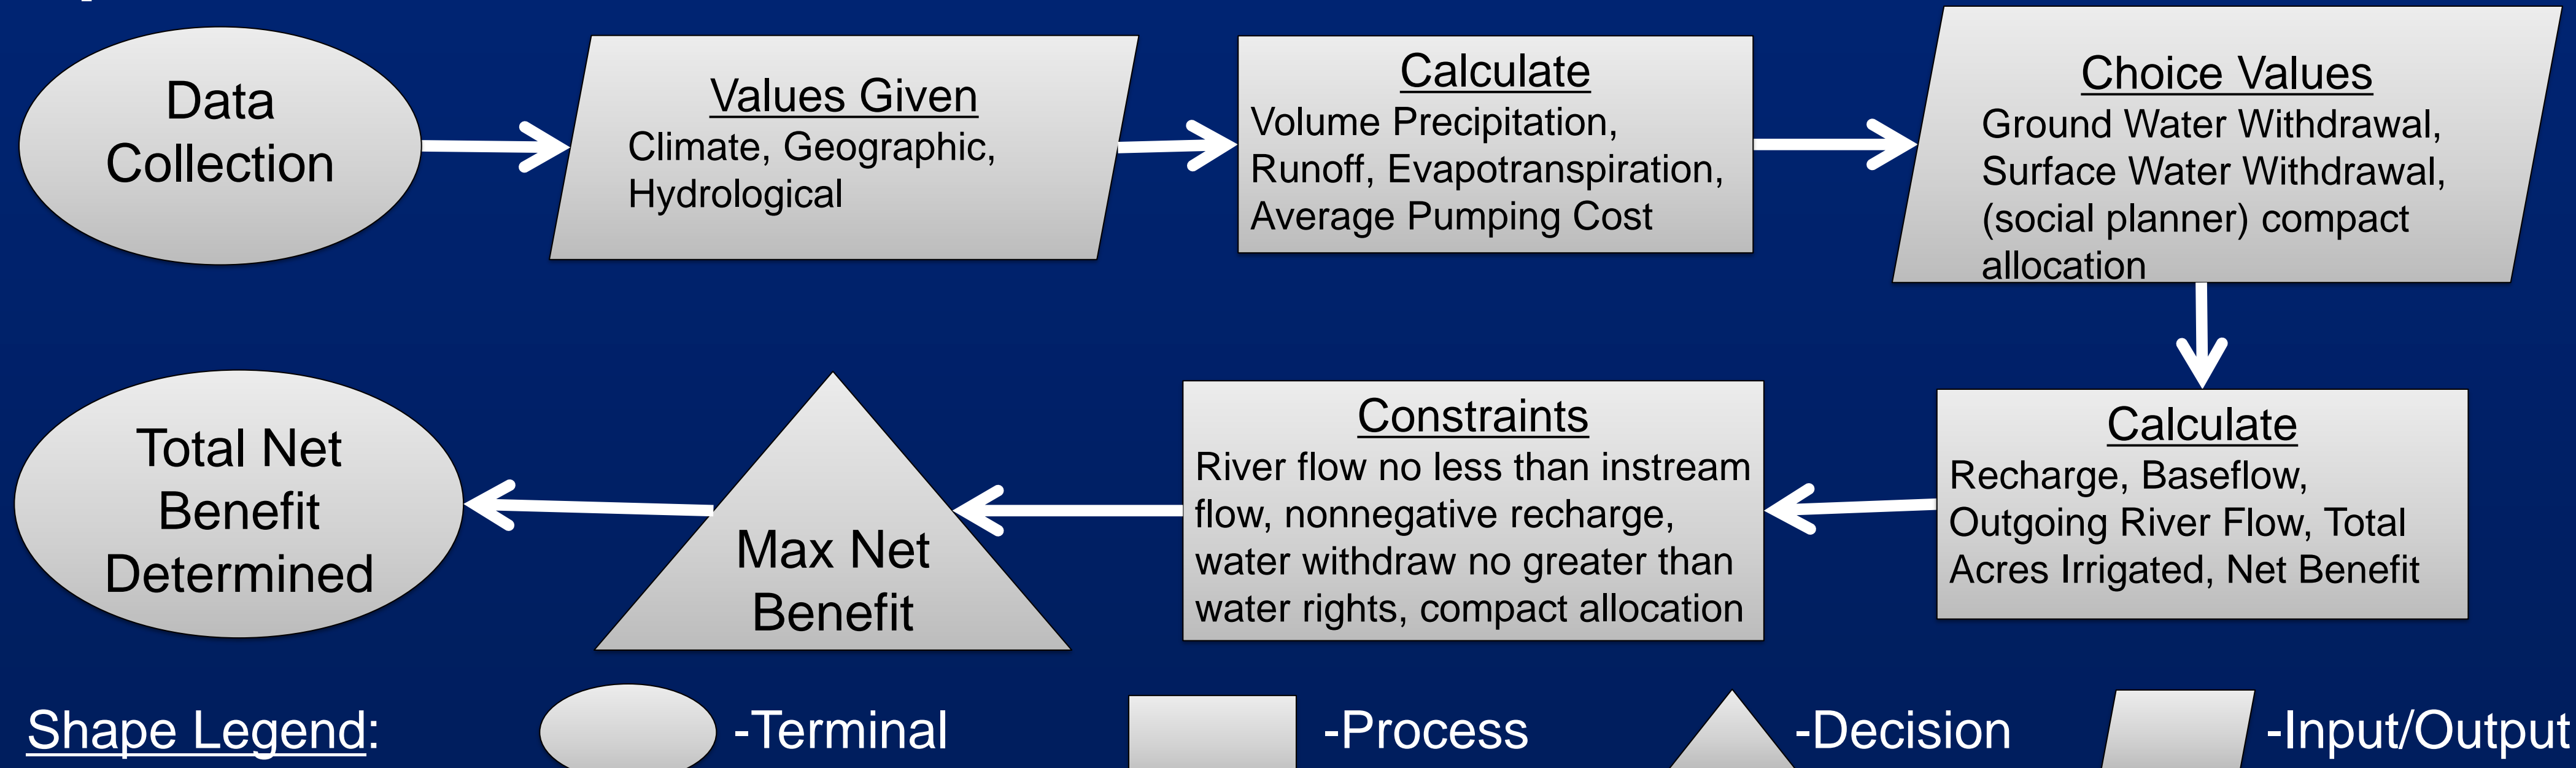 Data
Collection
Values Given
Climate, Geographic,
Hydrological
Calculate
Volume Precipitation,
Runoff, Evapotranspiration,
Average Pumping Cost
Choice Values
Ground Water Withdrawal,
Surface Water Withdrawal,
(social planner) compact
allocation
Calculate
Recharge, Baseflow,
Outgoing River Flow, Total
Acres Irrigated, Net Benefit
Constraints
River flow no less than instream
flow, nonnegative recharge,
water withdraw no greater than
water rights, compact allocation
Max Net
Benefit
Total Net
Benefit
Determined
Shape Legend:
-Terminal
-Process
-Decision
-Input/Output